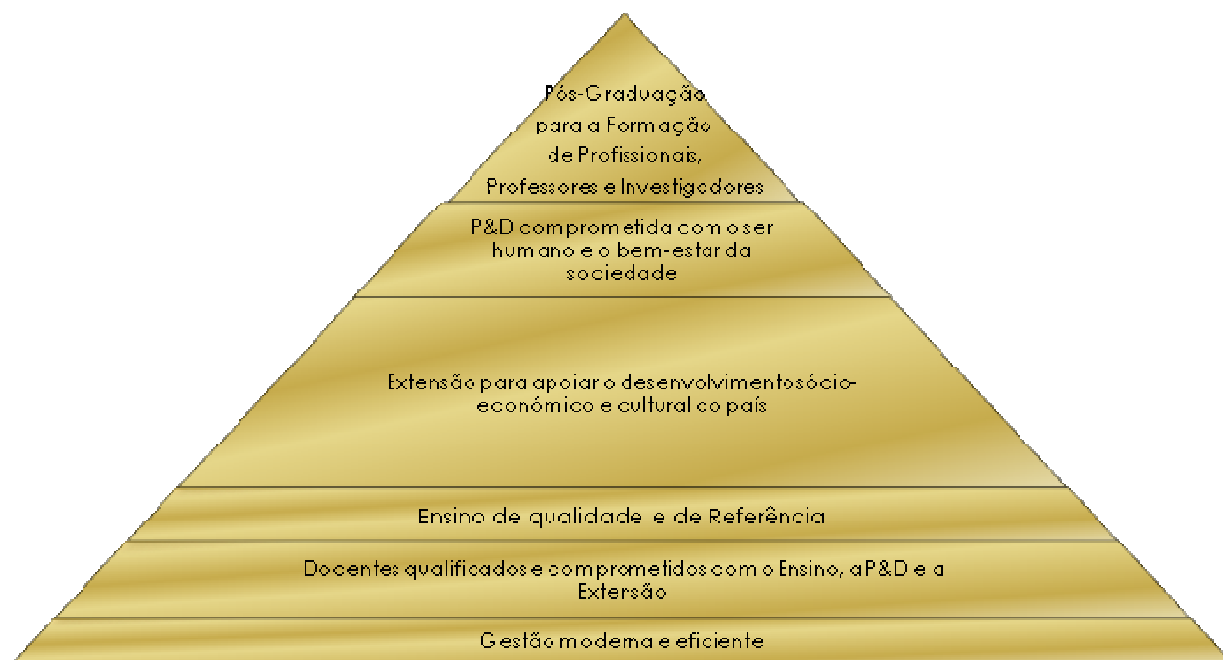 Pós-Graduação
para a Formação
de Profissionais,
Professores e Investigadores
P&D comprometida com o ser
humano e o bem-estar da
sociedade
Extensão para apoiar o desenvolvimento sócio-
económico e cultural do país
Ensino de qualidade e de Referência
Docentes qualificados e comprometidos com o Ensino, a P&D e a
Extensão
Gestão moderna e eficiente